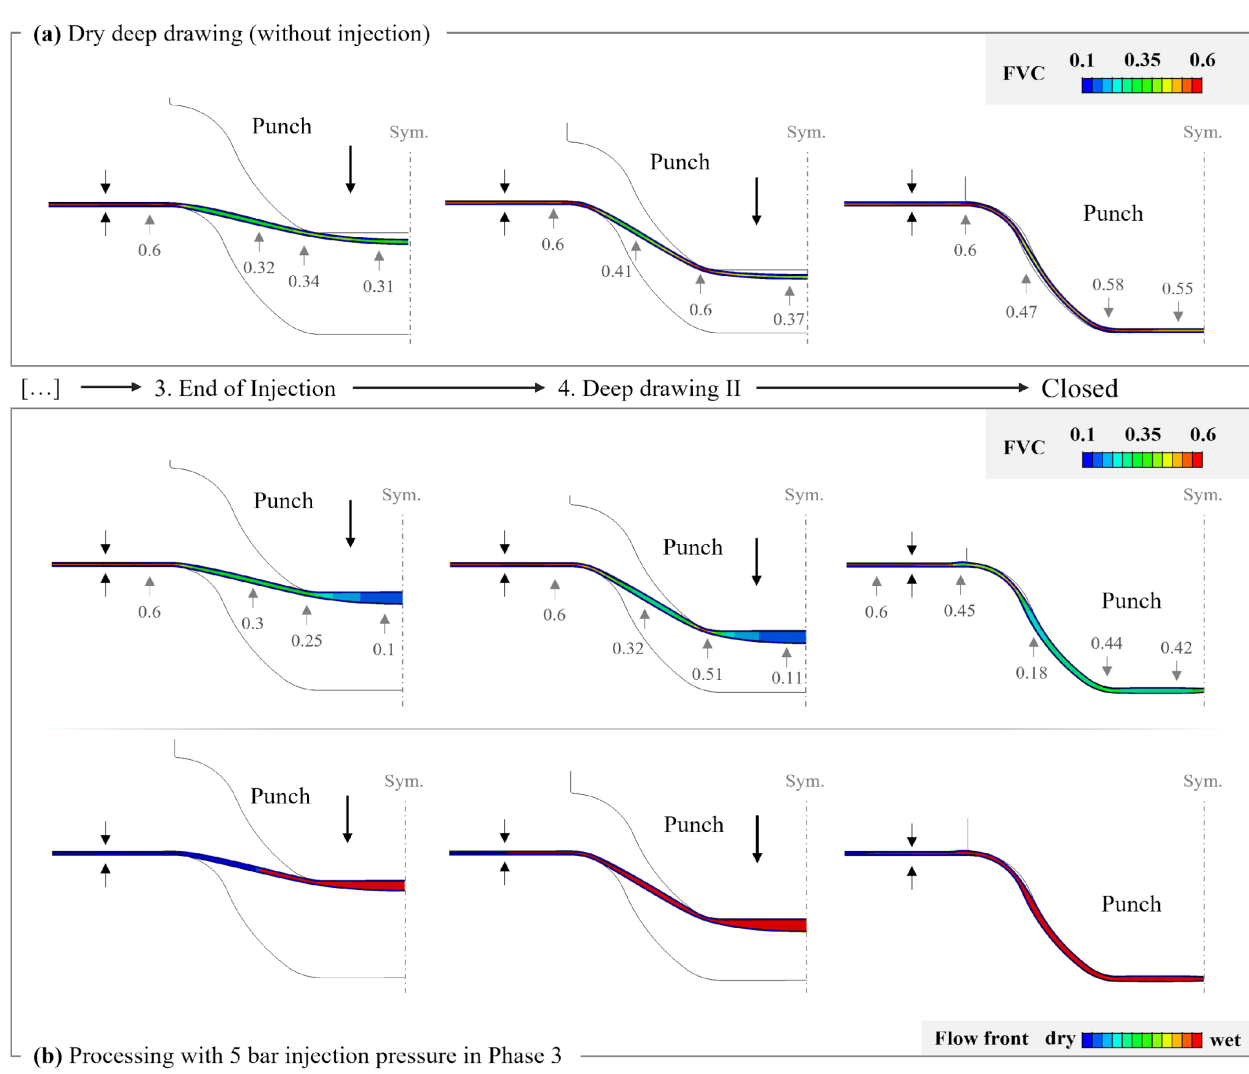 (a) Dry deep drawing (without injection)
FVC 0.1 0.35 0.6
Punch Sym.
0.6 0.32 0.34 0.31
Punch Sym.
0.6 0.41 0.6 0.37
Punch Sym.
0.6 0.47 0.58 0.55
[…] 3. End of Injection 4. Deep drawing II Closed
FVC 0.1 0.35 0.6
Punch Sym.
0.6 0.3 0.25 0.1
Punch Sym.
0.6 0.32 0.51 0.11
Punch Sym.
0.6 0.45 0.18 0.44 0.42
Punch Sym.
Punch Sym.
Punch Sym.
Flow front dry wet
(b) Processing with 5 bar injection pressure in Phase 3